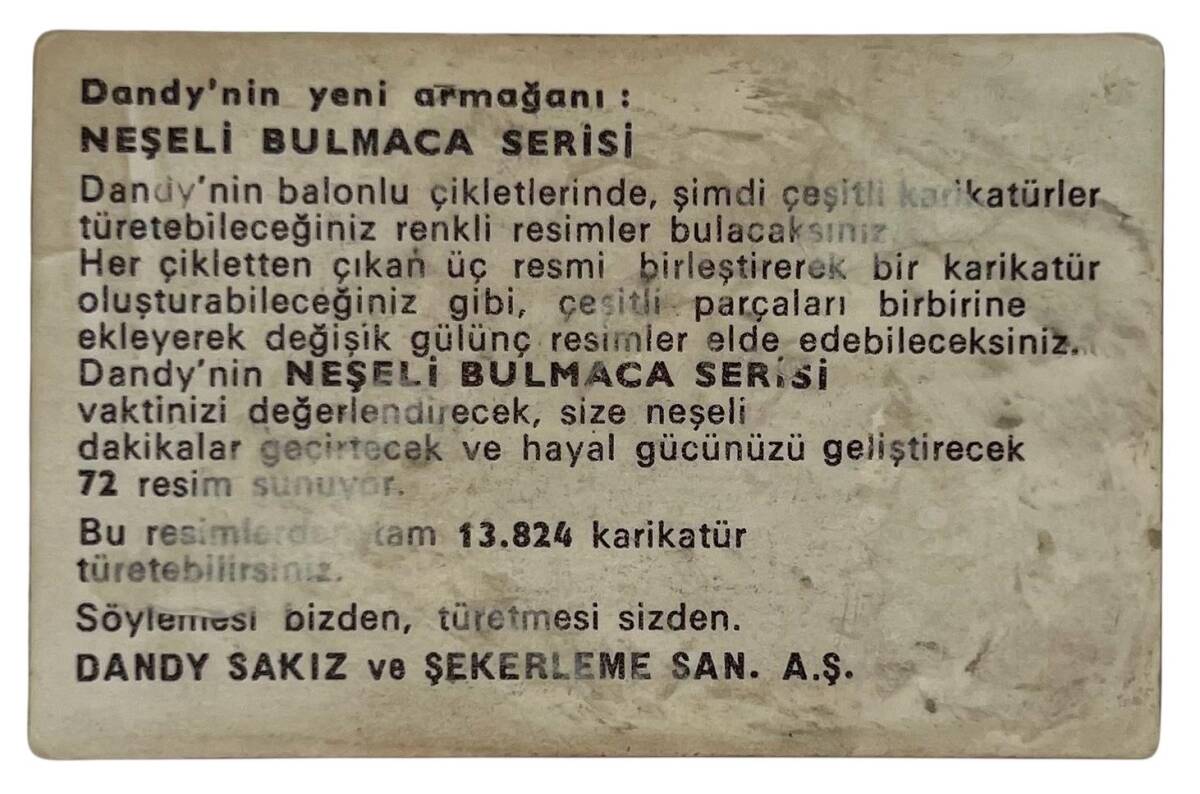 Dandy'nin yeni armağanı :
NEŞELİ BULMACA SERİSİ
Dandy'nin balonlu çikletlerinde, şimdi çeşitli karikatürler
türetebileceğiniz renkli resimler bulacaksınız.
Her çikletten çıkan üç resmi birleştirerek bir karikatür
oluşturabileceğiniz gibi, çeşitli parçaları birbirine
ekleyerek değişik gülünç resimler elde edebileceksiniz.
Dandy'nin NEŞELİ BULMACA SERİSİ
vaktinizi değerlendirecek, size neşeli
dakikalar geçirtecek ve hayal gücünüzü geliştirecek
72 resim sunuyor.
Bu resimlerden tam 13.824 karikatür
türetebilirsiniz.
Söylemesi bizden, türetmesi sizden.
DANDY SAKIZ ve ŞEKERLEME SAN. A.Ş.